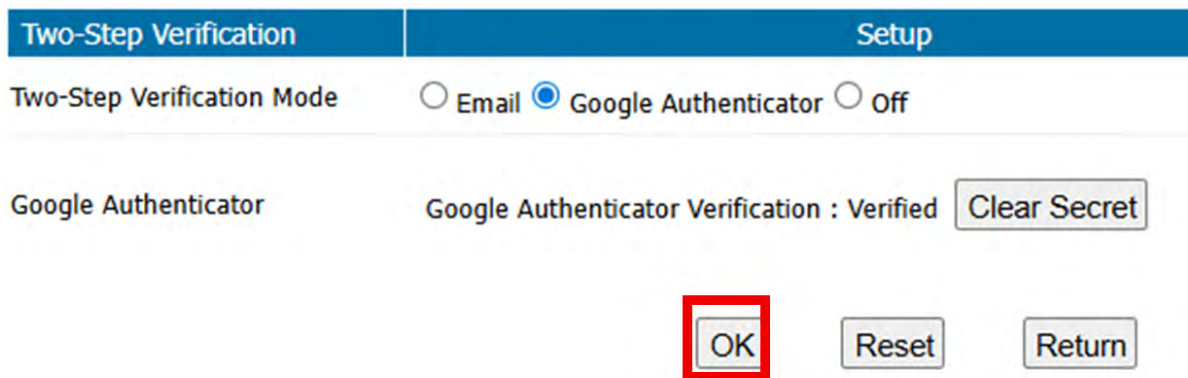 Two-Step Verification Setup
Two-Step Verification Mode Email Google Authenticator Off
Google Authenticator Google Authenticator Verification : Verified Clear Secret
OK Reset Return